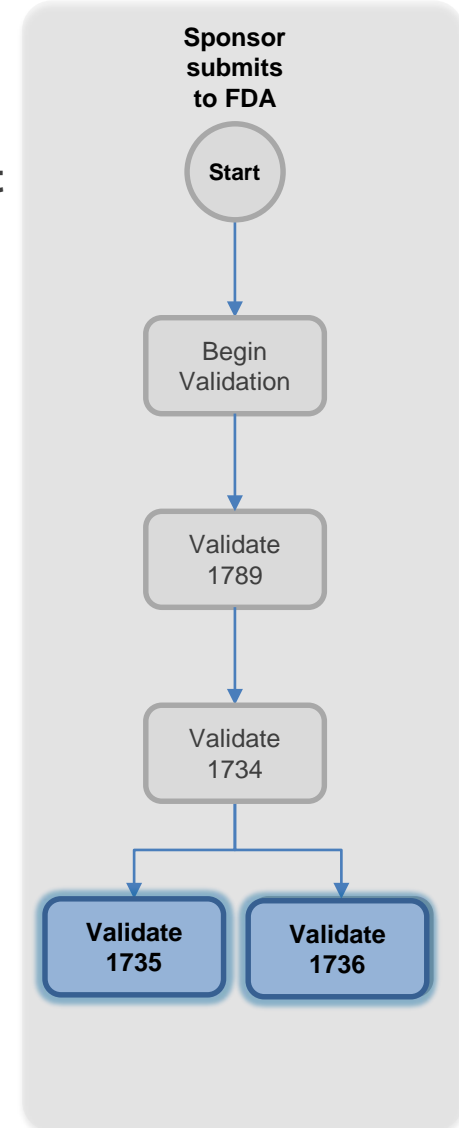 Sponsor
submits
to FDA
Start
Begin
Validation
Validate
1789
Validate
1734
Validate
1735
Validate
1736